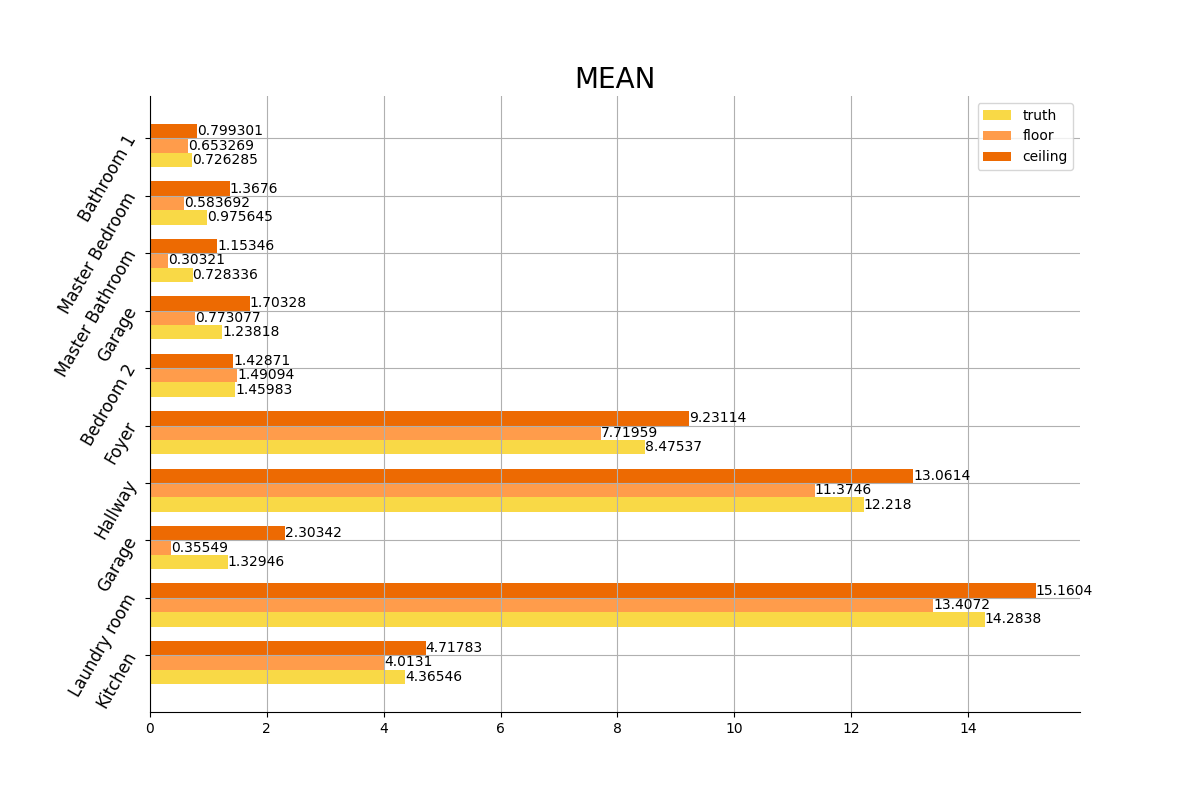 MEAN
truth
floor
ceiling
Bathroom 1
0.799301
0.653269
0.726285
Master Bedroom
1.3676
0.583692
0.975645
Master Bathroom
1.15346
0.30321
0.728336
Garage
1.70328
0.773077
1.23818
Bedroom 2
1.42871
1.49094
1.45983
Foyer
9.23114
7.71959
8.47537
Hallway
13.0614
11.3746
12.218
Garage
2.30342
0.35549
1.32946
Laundry room
15.1604
13.4072
14.2838
Kitchen
4.71783
4.0131
4.36546
0 2 4 6 8 10 12 14